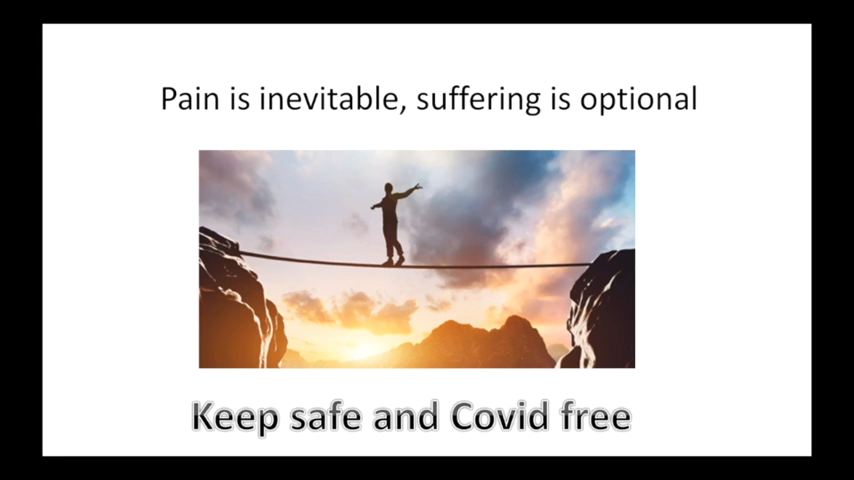 Pain is inevitable, suffering is optional
Keep safe and Covid free